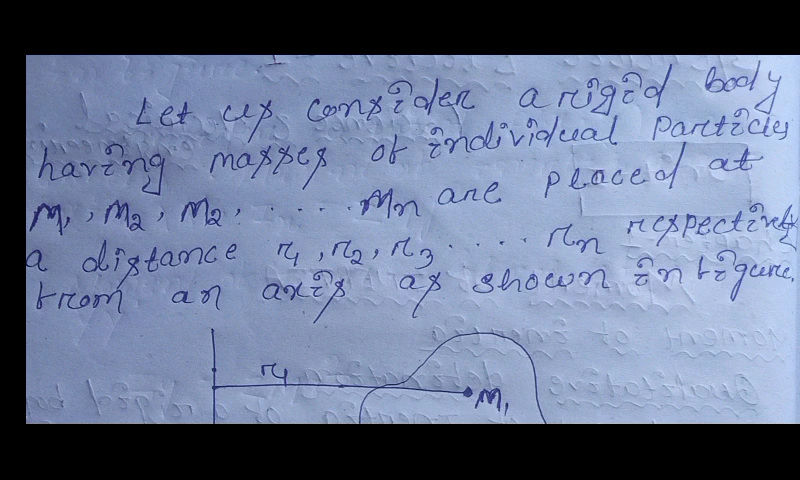 Let us consider a rigid body
having masses of individual particles
m₁, m₂, m₂, ..... mn are placed at
a distance r₁, r₂, r₃ ..... rn respectively
from an axis as shown in figure.
r₁
m₁